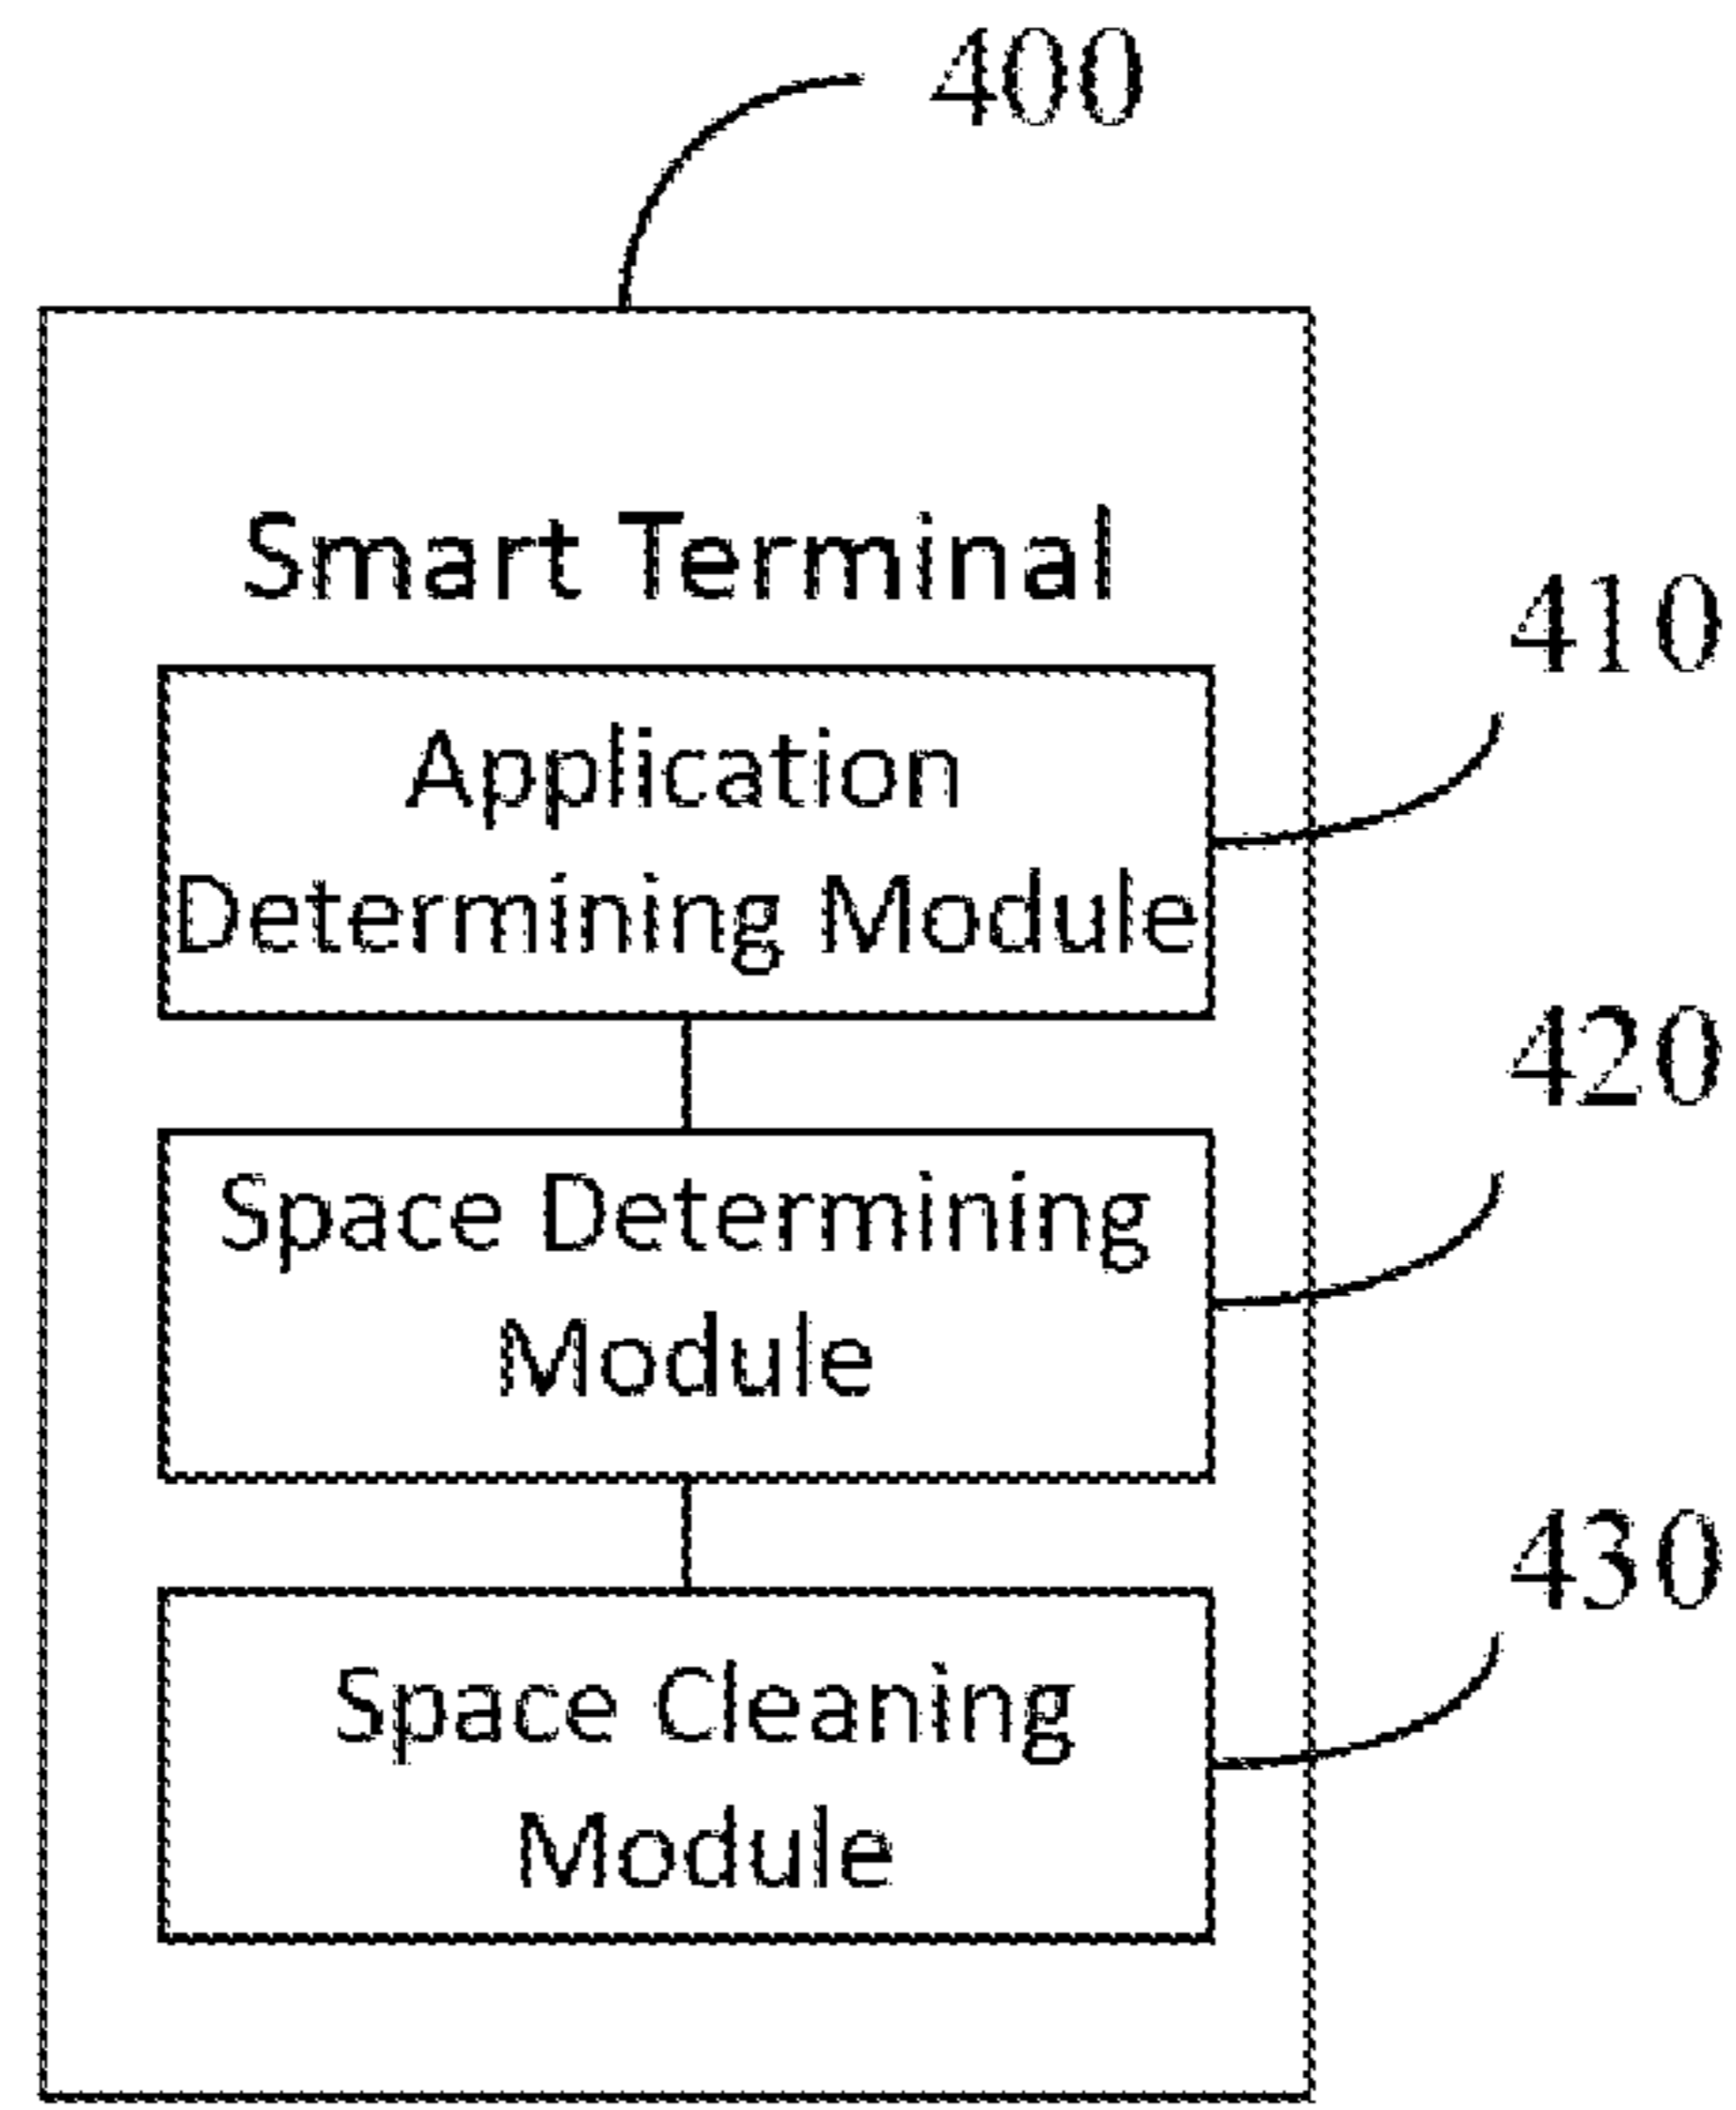 400
Smart Terminal
410
Application
Determining Module
420
Space Determining
Module
430
Space Cleaning
Module